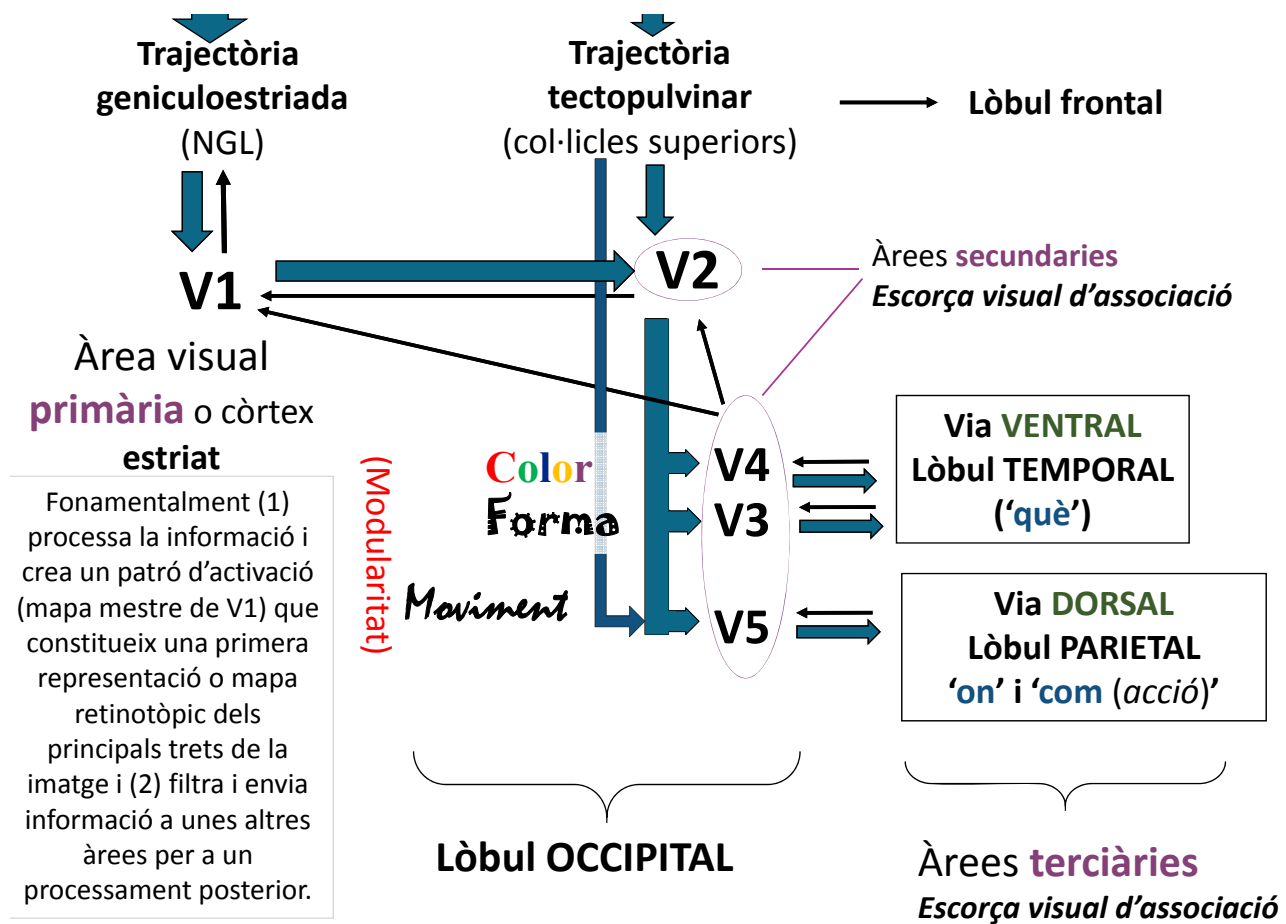 Trajectòria
geniculoestriada
(NGL)
Trajectòria
tectopulvinar
(col·licles superiors)
Lòbul frontal
V1
V2
Àrees secundaries
Escorça visual d'associació
Àrea visual
primària o còrtex
estriat
Fonamentalment (1)
processa la informació i
crea un patró d'activació
(mapa mestre de V1) que
constitueix una primera
representació o mapa
retinotòpic dels
principals trets de la
imatge i (2) filtra i envia
informació a unes altres
àrees per a un
processament posterior.
(Modularitat)
Color
Forma
Moviment
V4
V3
V5
Via VENTRAL
Lòbul TEMPORAL
('què')
Via DORSAL
Lòbul PARIETAL
'on' i 'com (acció)'
Lòbul OCCIPITAL
Àrees terciàries
Escorça visual d'associació